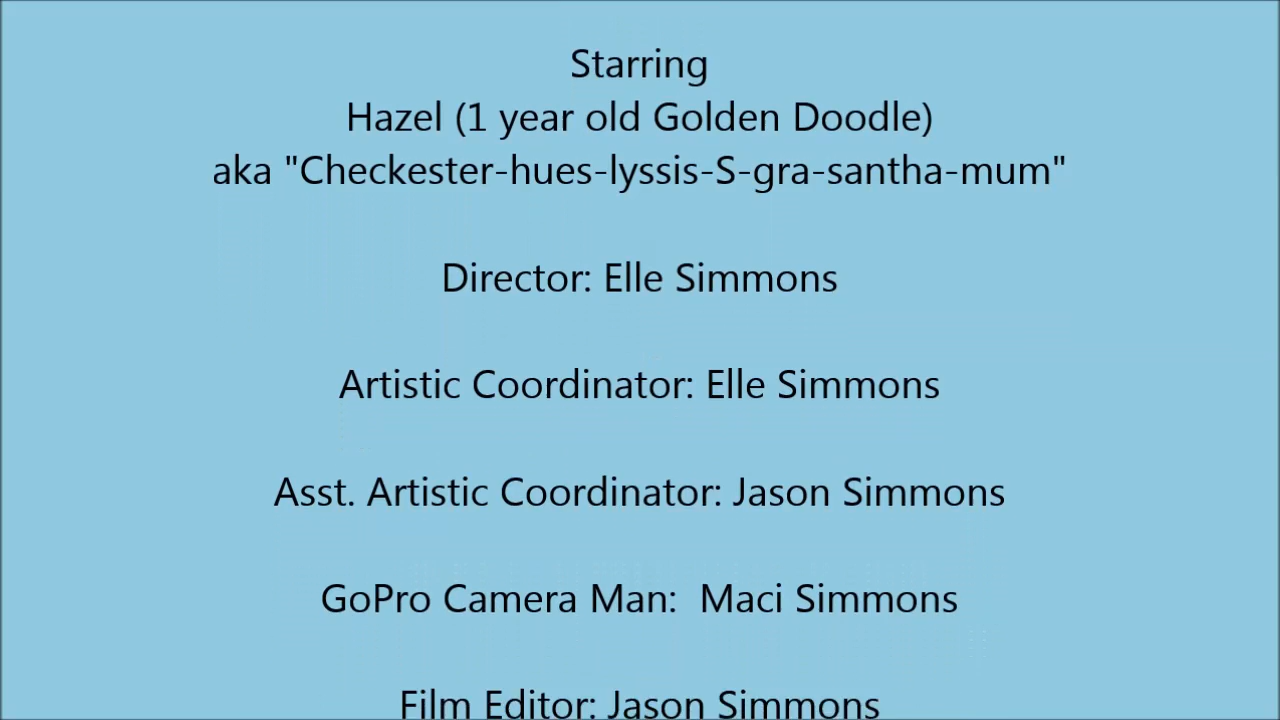 Starring
Hazel (1 year old Golden Doodle)
aka "Checkester-hues-lyssis-S-gra-santha-mum"
Director: Elle Simmons
Artistic Coordinator: Elle Simmons
Asst. Artistic Coordinator: Jason Simmons
GoPro Camera Man:  Maci Simmons
Film Editor: Jason Simmons